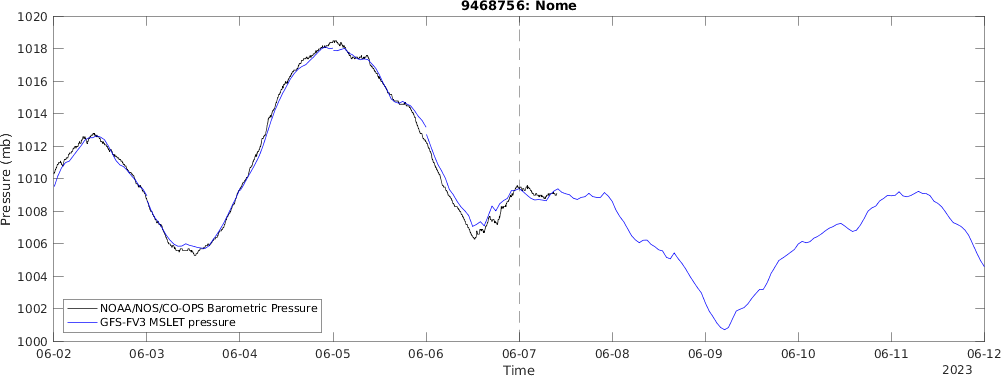 9468756: Nome
Pressure (mb)
1020
1018
1016
1014
1012
1010
1008
1006
1004
1002
1000
NOAA/NOS/CO-OPS Barometric Pressure
GFS-FV3 MSLET pressure
06-02 06-03 06-04 06-05 06-06 06-07 06-08 06-09 06-10 06-11 06-12
Time
2023